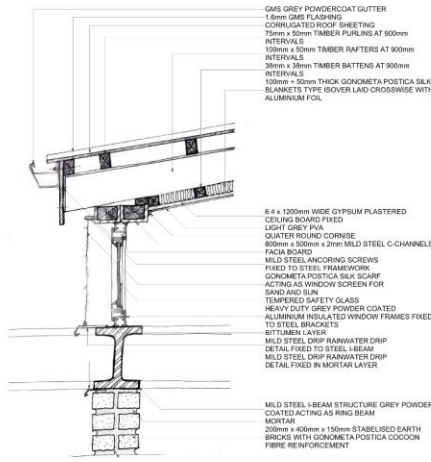 GMS GREY POWDERCOAT GUTTER
1.6mm GMS FLASHING
CORRUGATED ROOF SHEETING
75mm x 50mm TIMBER PURLINS AT 900mm
INTERVALS
100mm x 50mm TIMBER RAFTERS AT 900mm
INTERVALS
38mm x 38mm TIMBER BATTENS AT 900mm
INTERVALS
100mm + 50mm THICK GONOMETA POSTICA SILK
BLANKETS TYPE ISOVER LAID CROSSWISE WITH
ALUMINIUM FOIL
6.4 x 1200mm WIDE GYPSUM PLASTERED
CEILING BOARD FIXED
LIGHT GREY PVA
QUATER ROUND CORNISE
800mm x 500mm x 2mm MILD STEEL C-CHANNELS
FACIA BOARD
MILD STEEL ANCORING SCREWS
FIXED TO STEEL FRAMEWORK
GONOMETA POSTICA SILK SCARF
ACTING AS WINDOW SCREEN FOR
SAND AND SUN
TEMPERED SAFETY GLASS
HEAVY DUTY GREY POWDER COATED
ALUMINIUM INSULATED WINDOW FRAMES FIXED
TO STEEL BRACKETS
BITTUMEN LAYER
MILD STEEL DRIP RAINWATER DRIP
DETAIL FIXED TO STEEL I-BEAM
MILD STEEL DRIP RAINWATER DRIP
DETAIL FIXED IN MORTAR LAYER
MILD STEEL I-BEAM STRUCTURE GREY POWDER
COATED ACTING AS RING BEAM
MORTAR
200mm x 400mm x 150mm STABELISED EARTH
BRICKS WITH GONOMETA POSTICA COCOON
FIBRE REINFORCEMENT